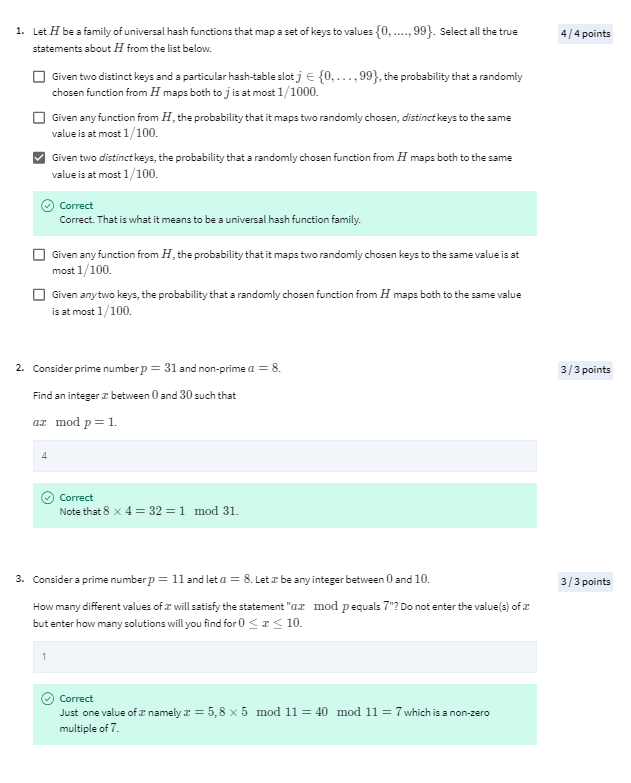 1. Let H be a family of universal hash functions that map a set of keys to values {0, ...., 99}. Select all the true
4 / 4 points
statements about H from the list below.
Given two distinct keys and a particular hash-table slot j ∈ {0, . . . , 99}, the probability that a randomly
chosen function from H maps both to j is at most 1/1000.
Given any function from H, the probability that it maps two randomly chosen, distinct keys to the same
value is at most 1/100.
Given two distinct keys, the probability that a randomly chosen function from H maps both to the same
value is at most 1/100.
Correct
Correct. That is what it means to be a universal hash function family.
Given any function from H, the probability that it maps two randomly chosen keys to the same value is at
most 1/100.
Given any two keys, the probability that a randomly chosen function from H maps both to the same value
is at most 1/100.
2. Consider prime number p = 31 and non-prime a = 8.
3 / 3 points
Find an integer x between 0 and 30 such that
ax mod p = 1.
4
Correct
Note that 8 × 4 = 32 = 1 mod 31.
3. Consider a prime number p = 11 and let a = 8. Let x be any integer between 0 and 10.
3 / 3 points
How many different values of x will satisfy the statement "ax mod p equals 7"? Do not enter the value(s) of x
but enter how many solutions will you find for 0 ≤ x ≤ 10.
1
Correct
Just one value of x namely x = 5, 8 × 5 mod 11 = 40 mod 11 = 7 which is a non-zero
multiple of 7.